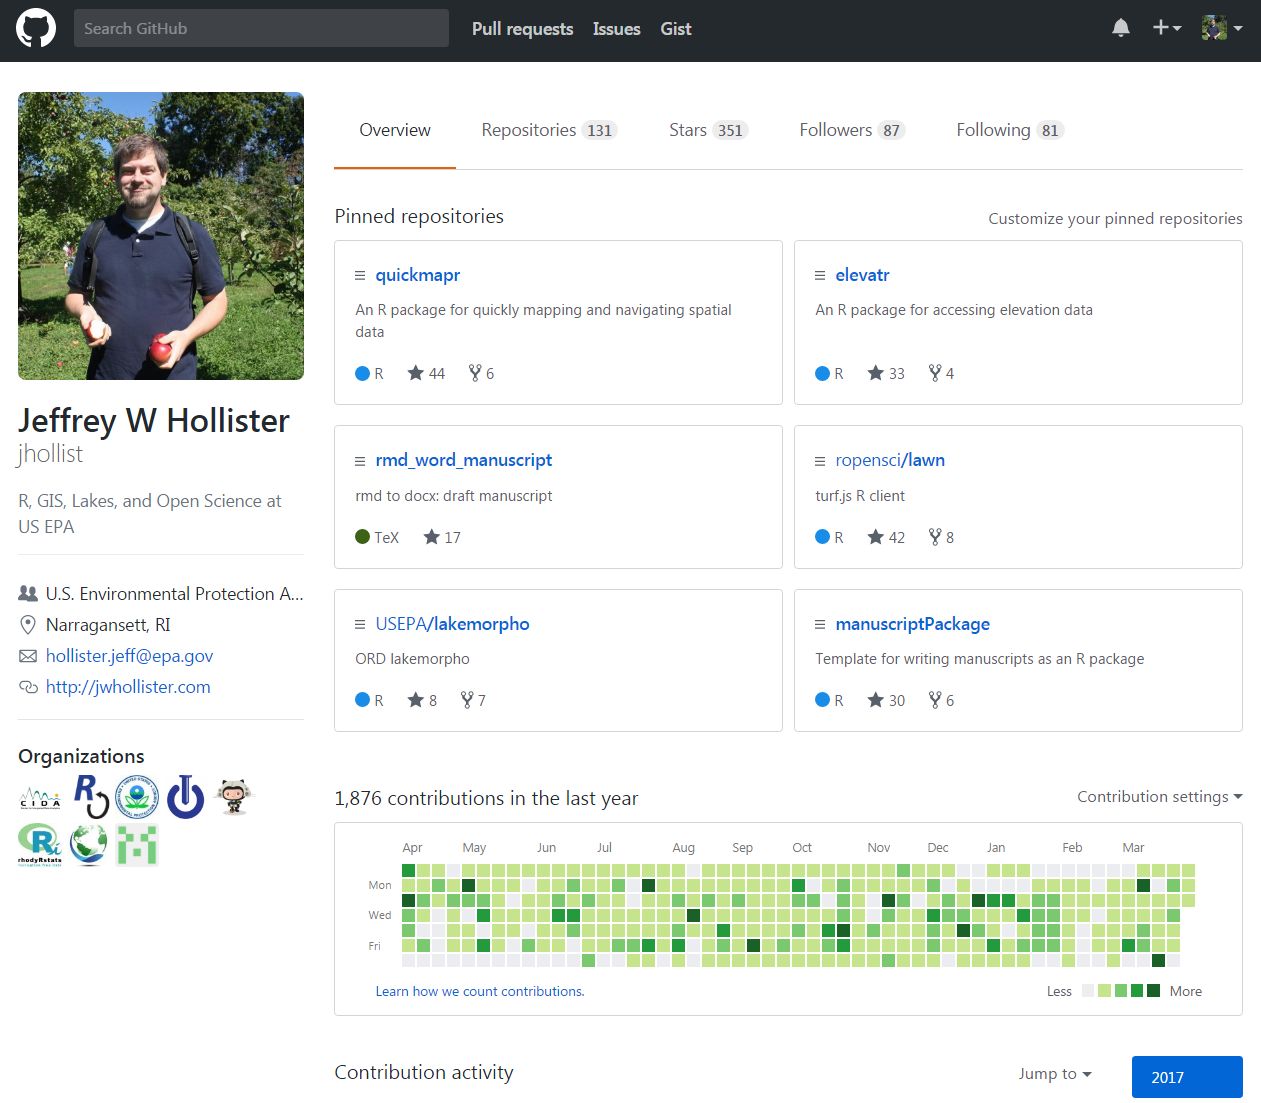 Search GitHub
Pull requests
Issues
Gist
Overview
Repositories 131
Stars 351
Followers 87
Following 81
Jeffrey W Hollister
jhollist
R, GIS, Lakes, and Open Science at
US EPA
U.S. Environmental Protection A...
Narragansett, RI
hollister.jeff@epa.gov
http://jwhollister.com
Organizations
CIDA
rhodyRstats
Pinned repositories
Customize your pinned repositories
quickmapr
An R package for quickly mapping and navigating spatial
data
R 44 6
elevatr
An R package for accessing elevation data
R 33 4
rmd_word_manuscript
rmd to docx: draft manuscript
TeX 17
ropensci/lawn
turf.js R client
R 42 8
USEPA/lakemorpho
ORD lakemorpho
R 8 7
manuscriptPackage
Template for writing manuscripts as an R package
R 30 6
1,876 contributions in the last year
Contribution settings
Apr May Jun Jul Aug Sep Oct Nov Dec Jan Feb Mar
Mon
Wed
Fri
Learn how we count contributions.
Less More
Contribution activity
Jump to
2017